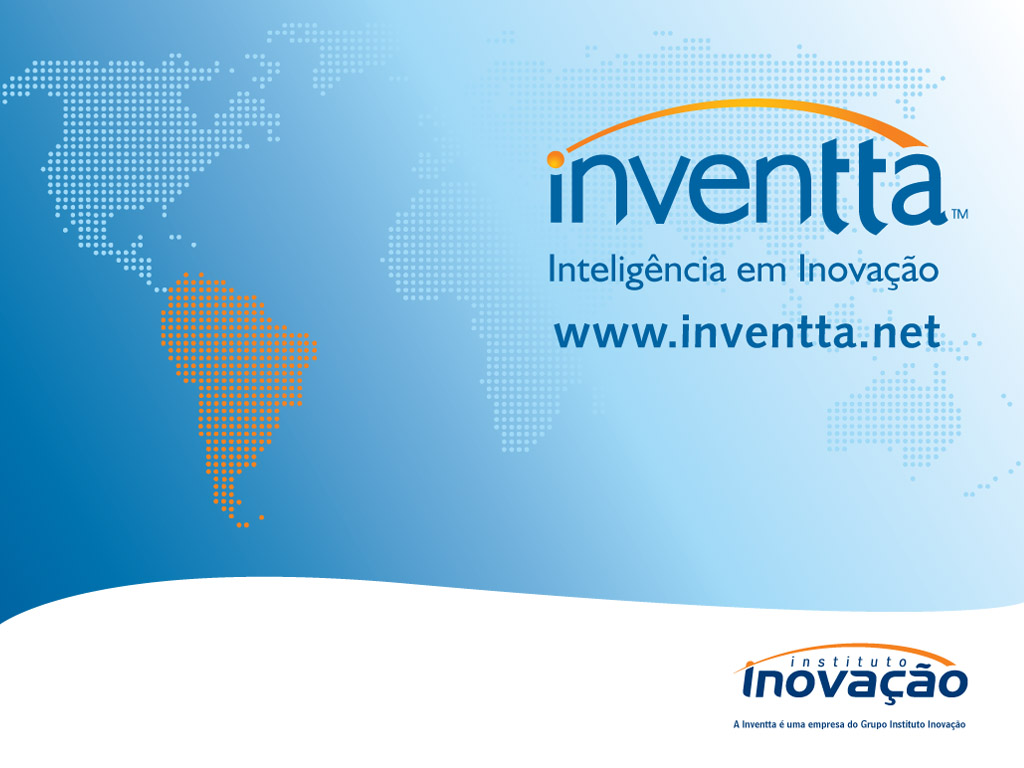 inventta™
Inteligência em Inovação
www.inventta.net
instituto
inovação
A Inventta é uma empresa do Grupo Instituto Inovação